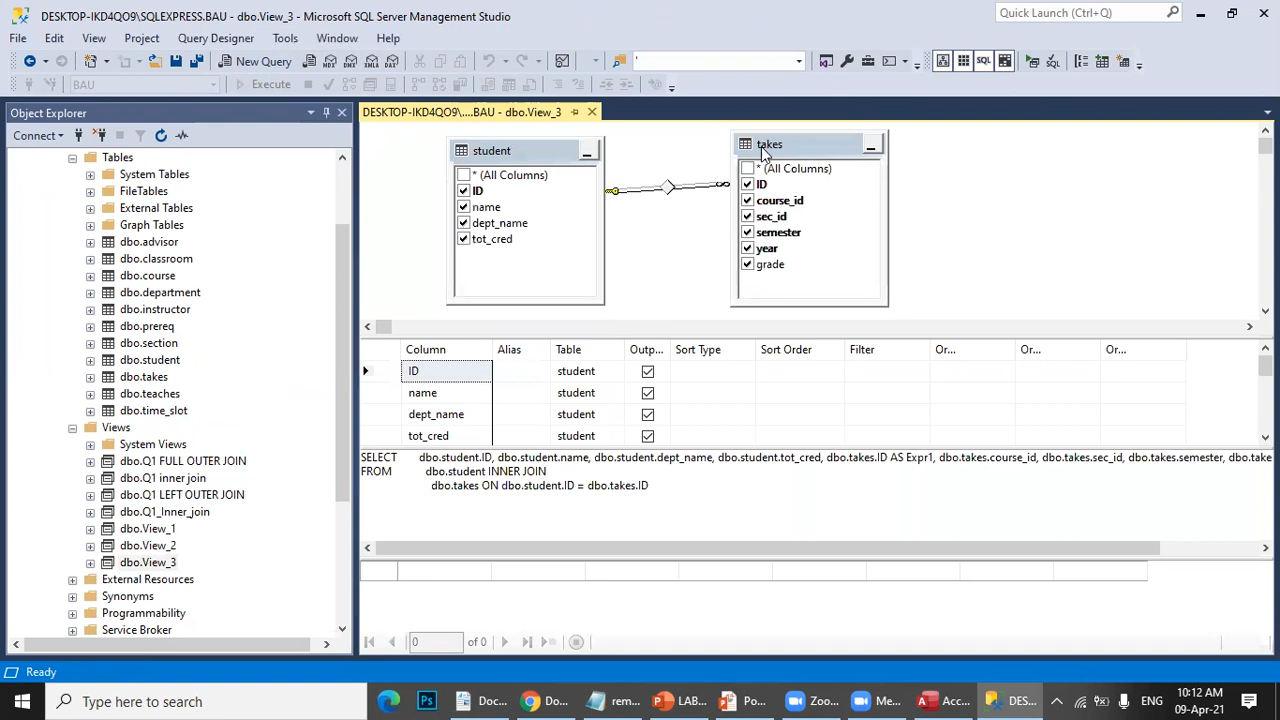 DESKTOP-IKD4QO9\SQLEXPRESS.BAU - dbo.View_3 - Microsoft SQL Server Management Studio
Quick Launch (Ctrl+Q)
File Edit View Project Query Designer Tools Window Help
New Query
BAU
Execute
Object Explorer
DESKTOP-IKD4QO9\....BAU - dbo.View_3
Connect
Tables
System Tables
FileTables
External Tables
Graph Tables
dbo.advisor
dbo.classroom
dbo.course
dbo.department
dbo.instructor
dbo.prereq
dbo.section
dbo.student
dbo.takes
dbo.teaches
dbo.time_slot
Views
System Views
dbo.Q1 FULL OUTER JOIN
dbo.Q1 inner join
dbo.Q1 LEFT OUTER JOIN
dbo.Q1_Inner_join
dbo.View_1
dbo.View_2
dbo.View_3
External Resources
Synonyms
Programmability
Service Broker
student
* (All Columns)
ID
name
dept_name
tot_cred
takes
* (All Columns)
ID
course_id
sec_id
semester
year
grade
Column Alias Table Outp... Sort Type Sort Order Filter Or... Or... Or...
ID student
name student
dept_name student
tot_cred student
SELECT dbo.student.ID, dbo.student.name, dbo.student.dept_name, dbo.student.tot_cred, dbo.takes.ID AS Expr1, dbo.takes.course_id, dbo.takes.sec_id, dbo.takes.semester, dbo.take
FROM dbo.student INNER JOIN
dbo.takes ON dbo.student.ID = dbo.takes.ID
0 of 0
Ready
Type here to search
Ps
Doc...
Do...
rem...
LAB...
Po...
Zoo...
Me...
Acc...
DES...
ENG
10:12 AM
09-Apr-21